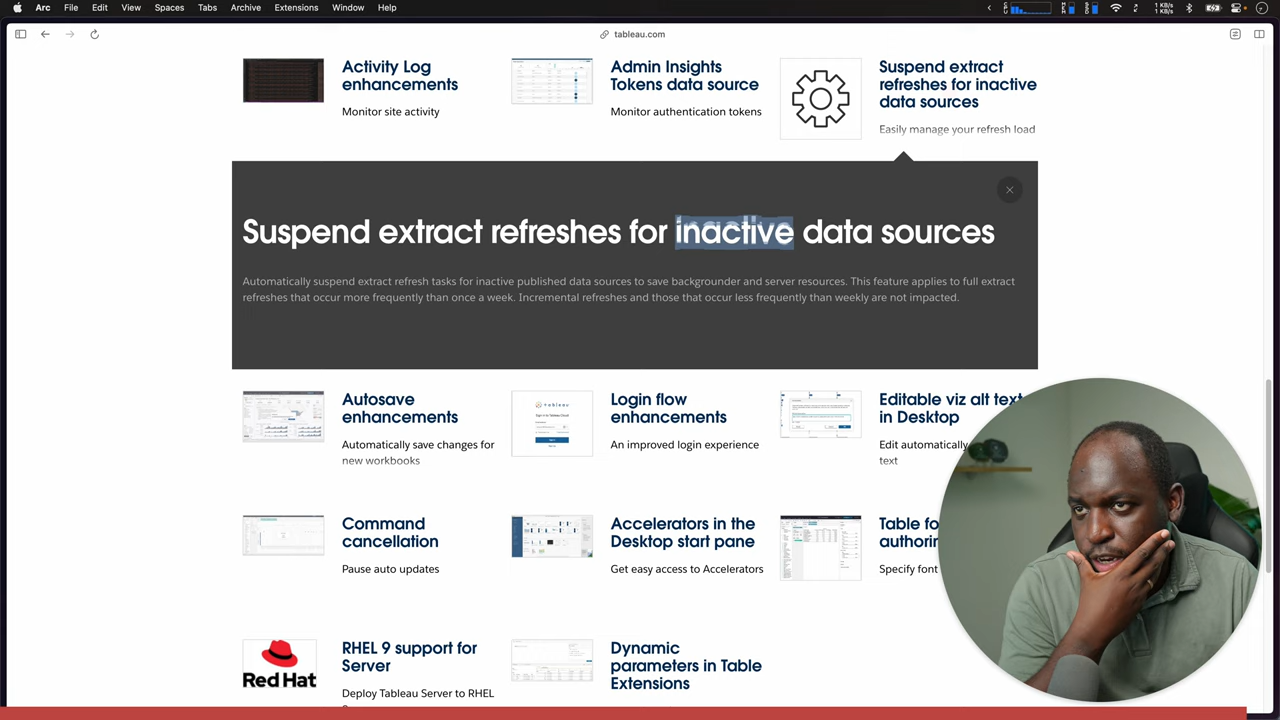 Arc File Edit View Spaces Tabs Archive Extensions Window Help
1 KB/s
1 KB/s
tableau.com
Activity Log
enhancements
Monitor site activity
Admin Insights
Tokens data source
Monitor authentication tokens
Suspend extract
refreshes for inactive
data sources
Easily manage your refresh load
Suspend extract refreshes for inactive data sources
Automatically suspend extract refresh tasks for inactive published data sources to save backgrounder and server resources. This feature applies to full extract
refreshes that occur more frequently than once a week. Incremental refreshes and those that occur less frequently than weekly are not impacted.
Autosave
enhancements
Automatically save changes for
new workbooks
Login flow
enhancements
An improved login experience
Editable viz alt text
in Desktop
Edit automatically
text
Command
cancellation
Pause auto updates
Accelerators in the
Desktop start pane
Get easy access to Accelerators
Table fo
authorin
Specify font
Red Hat
RHEL 9 support for
Server
Deploy Tableau Server to RHEL
Dynamic
parameters in Table
Extensions